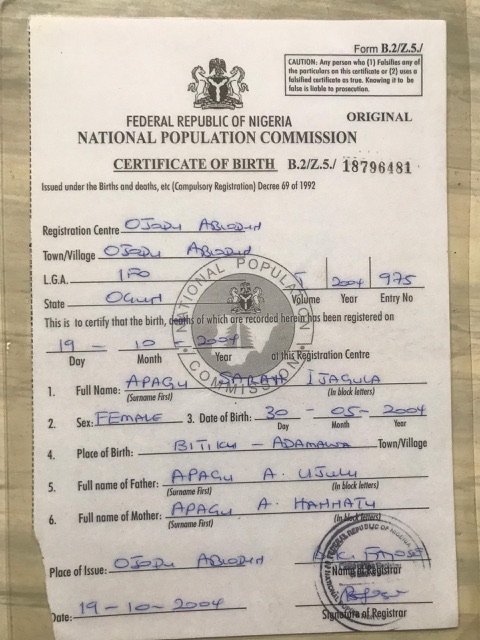 Form B.2/Z.5./
CAUTION: Any person who (1) Falsifies any of
the particulars on this certificate or (2) uses a
falsified certificate as true. Knowing it to be
false is liable to prosecution.
FEDERAL REPUBLIC OF NIGERIA
ORIGINAL
NATIONAL POPULATION COMMISSION
CERTIFICATE OF BIRTH B.2/Z.5./ 18796481
Issued under the Births and deaths, etc (Compulsory Registration) Decree 69 of 1992
Registration Centre OJODU ABIODUN
Town/Village OJODU ABIODUN
L.G.A. IFO
2004 975
State OGUN
Volume Year Entry No
NATIONAL POPULATION COMMISSION
This is to certify that the birth, deaths of which are recorded herein has been registered on
19 - 10 - 2004
Day Month Year at this Registration Centre
1. Full Name: APAGU SARAH IJAGULA
(Surname First) (In block letters)
2. Sex: FEMALE 3. Date of Birth: 30 - 05 - 2004
Day Month Year
4. Place of Birth: BITIKU - ADAMAWA Town/Village
5. Full name of Father: APAGU A. UJULU
(Surname First) (In block letters)
6. Full name of Mother: APAGU A. HANNATU
(Surname First) (In block letters)
Place of Issue: OJODU ABIODUN
Name of Registrar
Date: 19 - 10 - 2004
Signature of Registrar